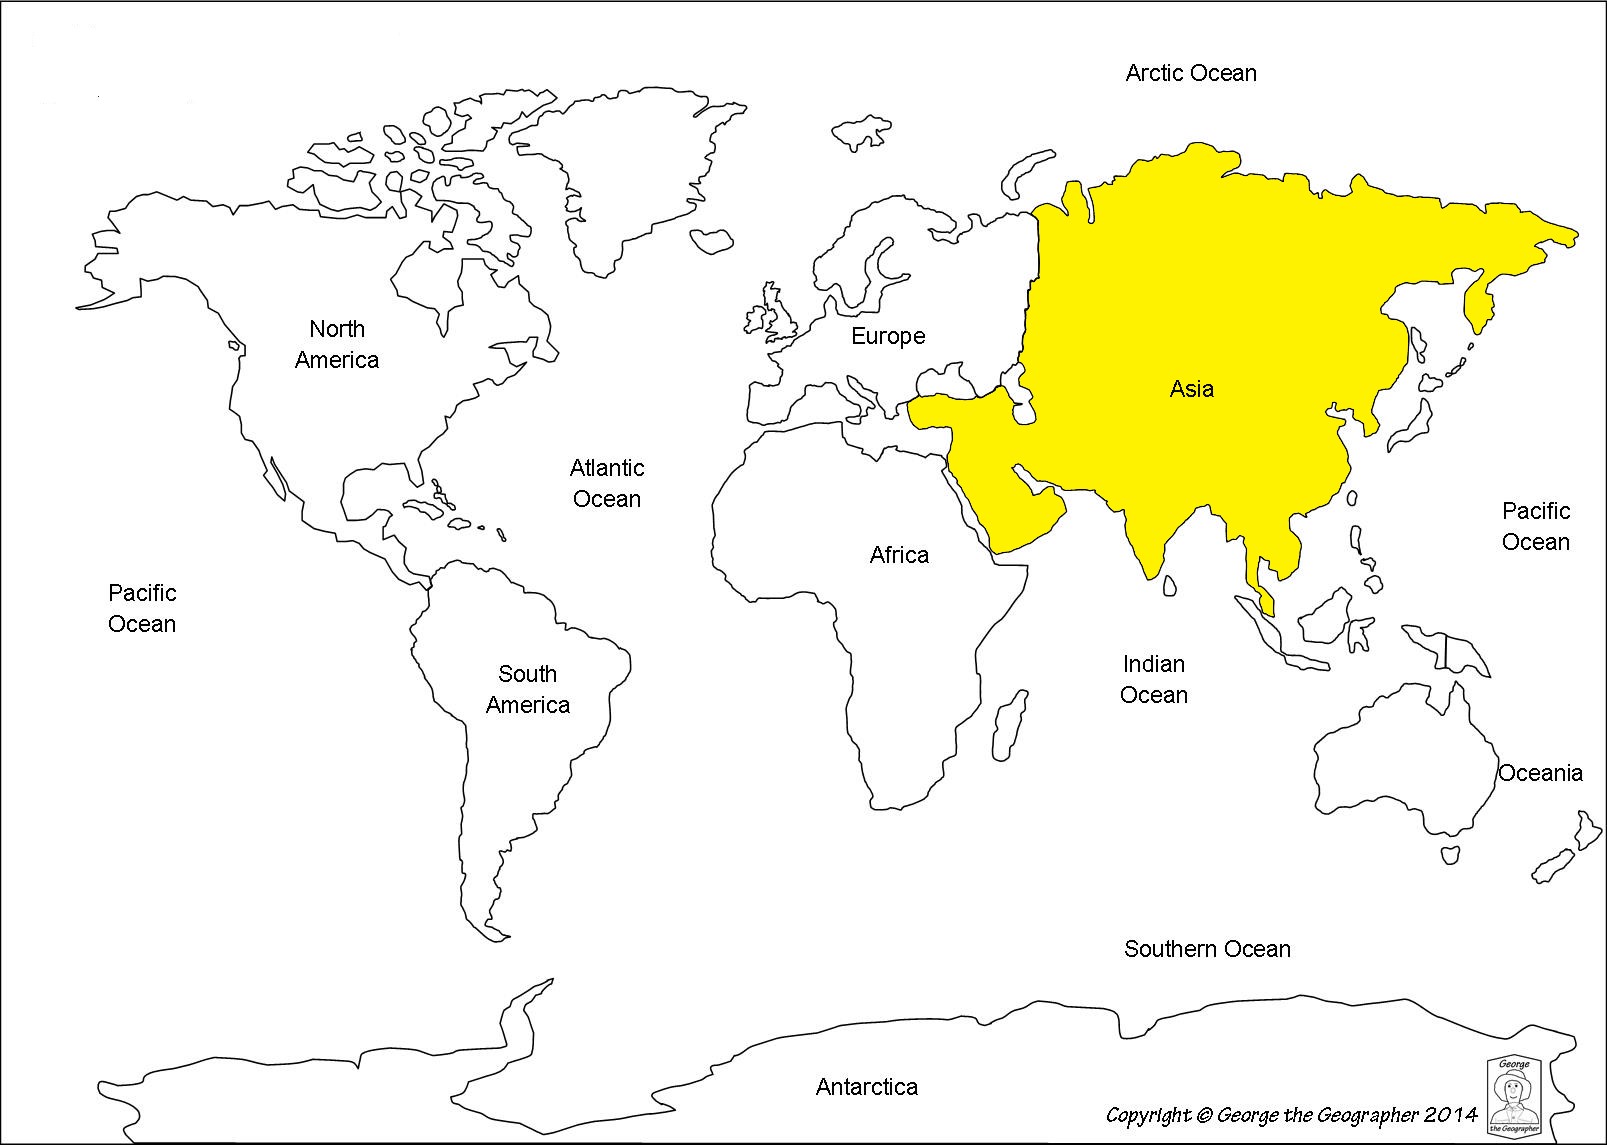 Arctic Ocean
North
America
Europe
Asia
Atlantic
Ocean
Pacific
Ocean
Africa
Pacific
Ocean
Indian
Ocean
South
America
Oceania
Southern Ocean
Antarctica
George
the Geographer
Copyright © George the Geographer 2014